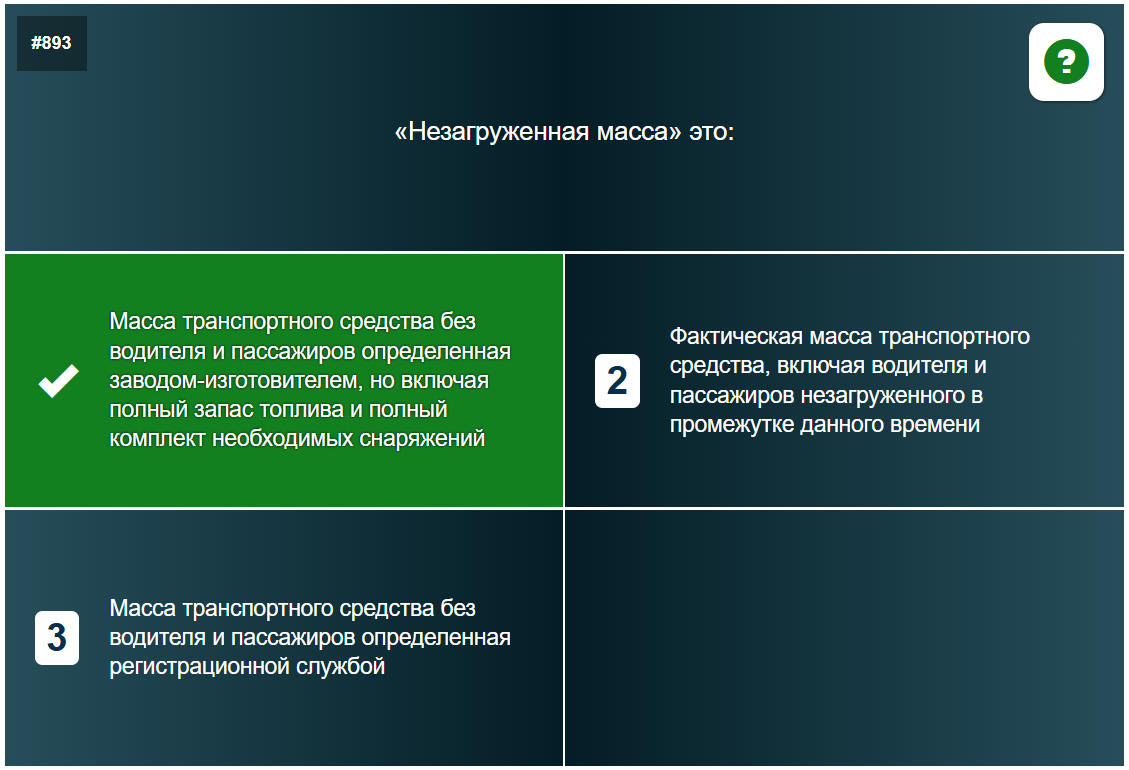 #893
?
«Незагруженная масса» это:
Масса транспортного средства без
водителя и пассажиров определенная
заводом-изготовителем, но включая
полный запас топлива и полный
комплект необходимых снаряжений
2
Фактическая масса транспортного
средства, включая водителя и
пассажиров незагруженного в
промежутке данного времени
3
Масса транспортного средства без
водителя и пассажиров определенная
регистрационной службой